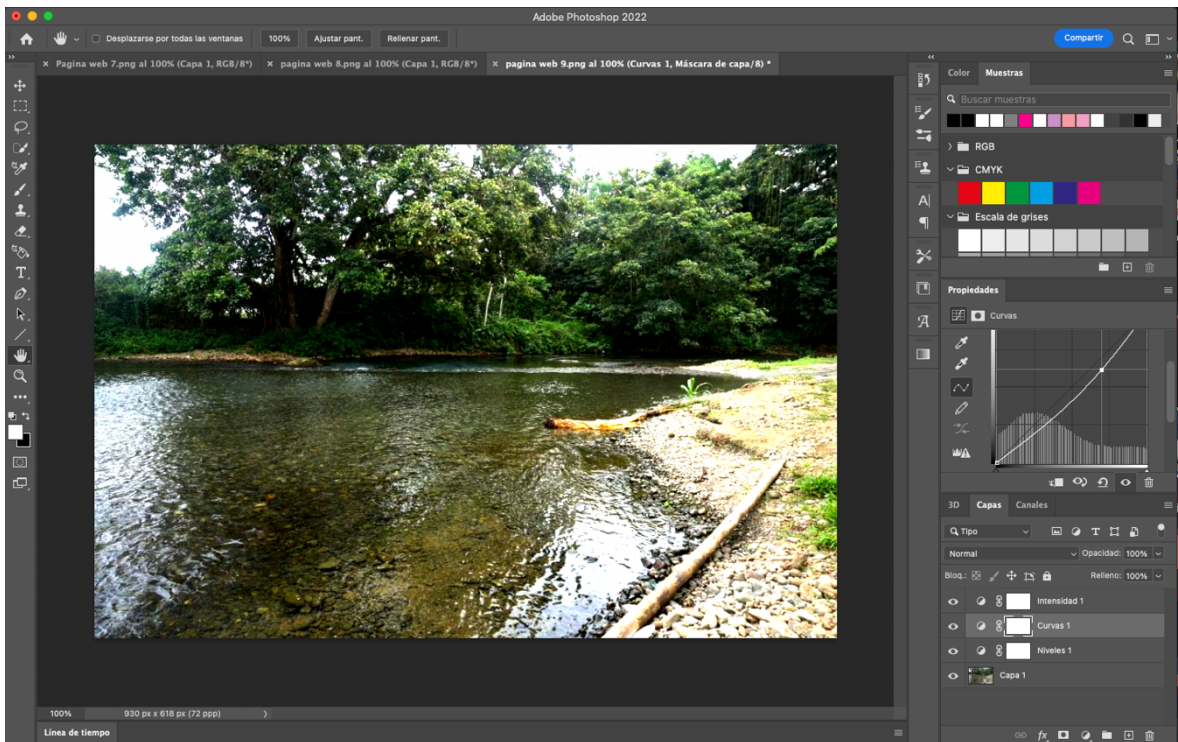 Adobe Photoshop 2022
Desplazarse por todas las ventanas 100% Ajustar pant. Rellenar pant. Compartir
× Pagina web 7.png al 100% (Capa 1, RGB/8*) × pagina web 8.png al 100% (Capa 1, RGB/8*) × pagina web 9.png al 100% (Curvas 1, Máscara de capa/8) *
Color Muestras
Buscar muestras
RGB
CMYK
Escala de grises
Propiedades
Curvas
3D Capas Canales
Tipo
Normal Opacidad: 100%
Bloq.: Relleno: 100%
Intensidad 1
Curvas 1
Niveles 1
Capa 1
100% 930 px x 618 px (72 ppp)
Línea de tiempo